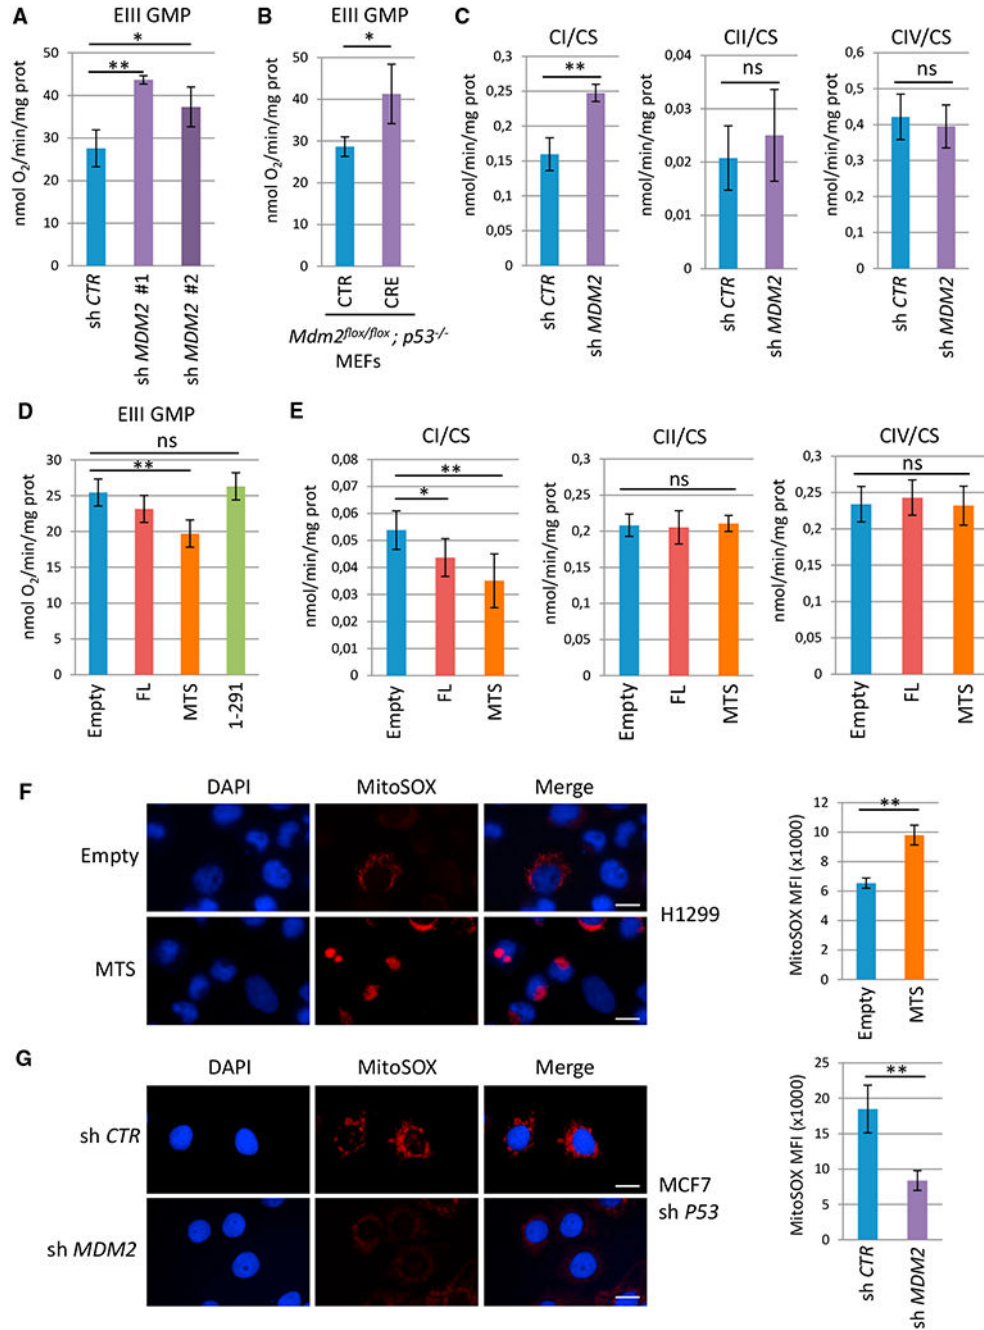 A
EIII GMP
*
**
nmol O2/min/mg prot
50
40
30
20
10
0
sh CTR
sh MDM2 #1
sh MDM2 #2
B
EIII GMP
*
nmol O2/min/mg prot
50
40
30
20
10
0
CTR
CRE
Mdm2flox/flox ; p53-/-
MEFs
C
CI/CS
**
nmol/min/mg prot
0,3
0,25
0,2
0,15
0,1
0,05
0
sh CTR
sh MDM2
CII/CS
ns
nmol/min/mg prot
0,04
0,03
0,02
0,01
0,00
sh CTR
sh MDM2
CIV/CS
ns
nmol/min/mg prot
0,6
0,5
0,4
0,3
0,2
0,1
0
sh CTR
sh MDM2
D
EIII GMP
ns
**
nmol O2/min/mg prot
30
25
20
15
10
5
0
Empty
FL
MTS
1-291
E
CI/CS
**
*
nmol/min/mg prot
0,08
0,07
0,06
0,05
0,04
0,03
0,02
0,01
0
Empty
FL
MTS
CII/CS
ns
nmol/min/mg prot
0,3
0,25
0,2
0,15
0,1
0,05
0
Empty
FL
MTS
CIV/CS
ns
nmol/min/mg prot
0,3
0,25
0,2
0,15
0,1
0,05
0
Empty
FL
MTS
F
DAPI
MitoSOX
Merge
Empty
MTS
H1299
**
MitoSOX MFI (x1000)
12
10
8
6
4
2
0
Empty
MTS
G
DAPI
MitoSOX
Merge
sh CTR
sh MDM2
MCF7
sh P53
**
MitoSOX MFI (x1000)
25
20
15
10
5
0
sh CTR
sh MDM2